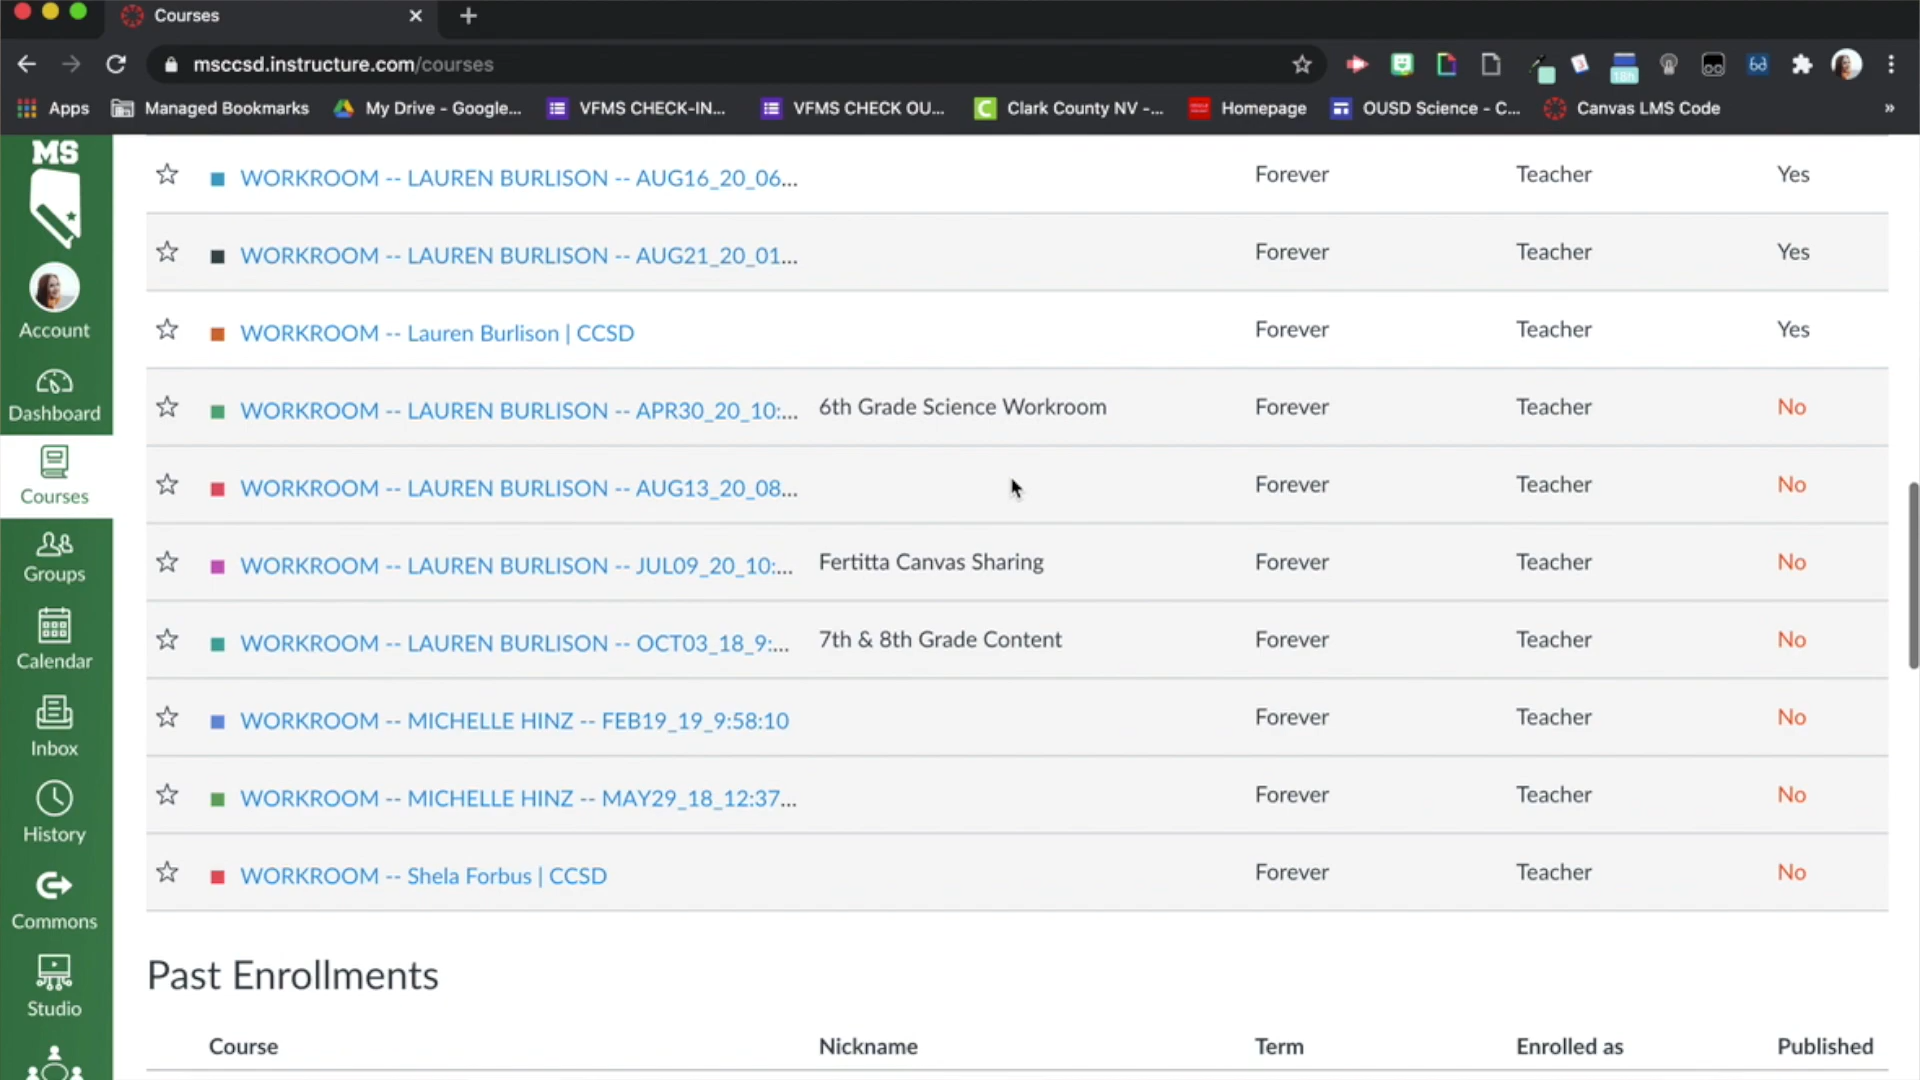 Courses
msccsd.instructure.com/courses
18h
Apps
Managed Bookmarks
My Drive - Google...
VFMS CHECK-IN...
VFMS CHECK OU...
Clark County NV -...
Homepage
OUSD Science - C...
Canvas LMS Code
»
MS
Account
Dashboard
Courses
Groups
Calendar
Inbox
History
Commons
Studio
WORKROOM -- LAUREN BURLISON -- AUG16_20_06... Forever Teacher Yes
WORKROOM -- LAUREN BURLISON -- AUG21_20_01... Forever Teacher Yes
WORKROOM -- Lauren Burlison | CCSD Forever Teacher Yes
WORKROOM -- LAUREN BURLISON -- APR30_20_10:... 6th Grade Science Workroom Forever Teacher No
WORKROOM -- LAUREN BURLISON -- AUG13_20_08... Forever Teacher No
WORKROOM -- LAUREN BURLISON -- JUL09_20_10:... Fertitta Canvas Sharing Forever Teacher No
WORKROOM -- LAUREN BURLISON -- OCT03_18_9:... 7th & 8th Grade Content Forever Teacher No
WORKROOM -- MICHELLE HINZ -- FEB19_19_9:58:10 Forever Teacher No
WORKROOM -- MICHELLE HINZ -- MAY29_18_12:37... Forever Teacher No
WORKROOM -- Shela Forbus | CCSD Forever Teacher No
Past Enrollments
Course Nickname Term Enrolled as Published